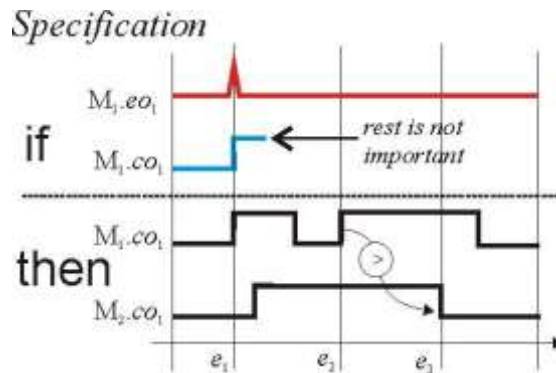 Specification
M₁.eo₁
if
M₁.co₁
rest is not
important
M₁.co₁
>
then
M₂.co₁
e₁
e₂
e₃